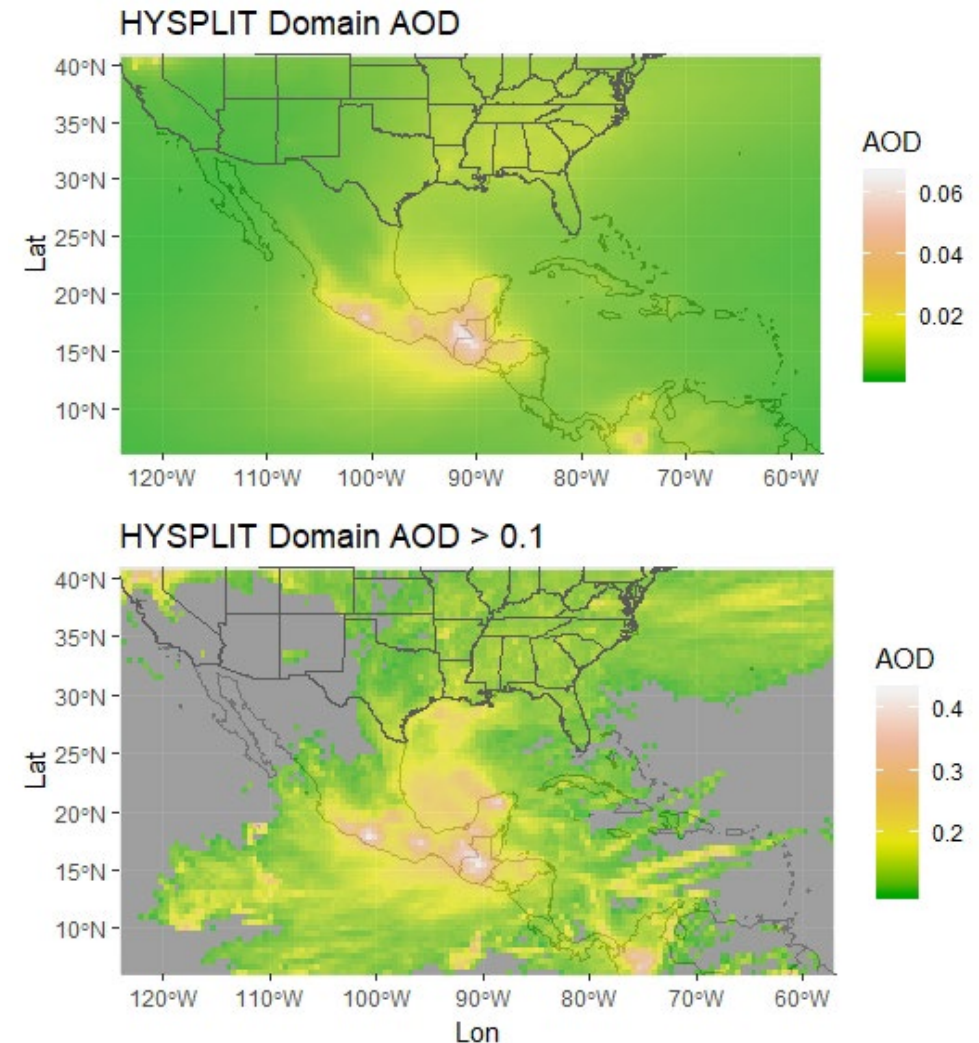 HYSPLIT Domain AOD
40°N
35°N
30°N
25°N
20°N
15°N
10°N
Lat
120°W 110°W 100°W 90°W 80°W 70°W 60°W
AOD
0.06
0.04
0.02
HYSPLIT Domain AOD > 0.1
40°N
35°N
30°N
25°N
20°N
15°N
10°N
Lat
120°W 110°W 100°W 90°W 80°W 70°W 60°W
Lon
AOD
0.4
0.3
0.2